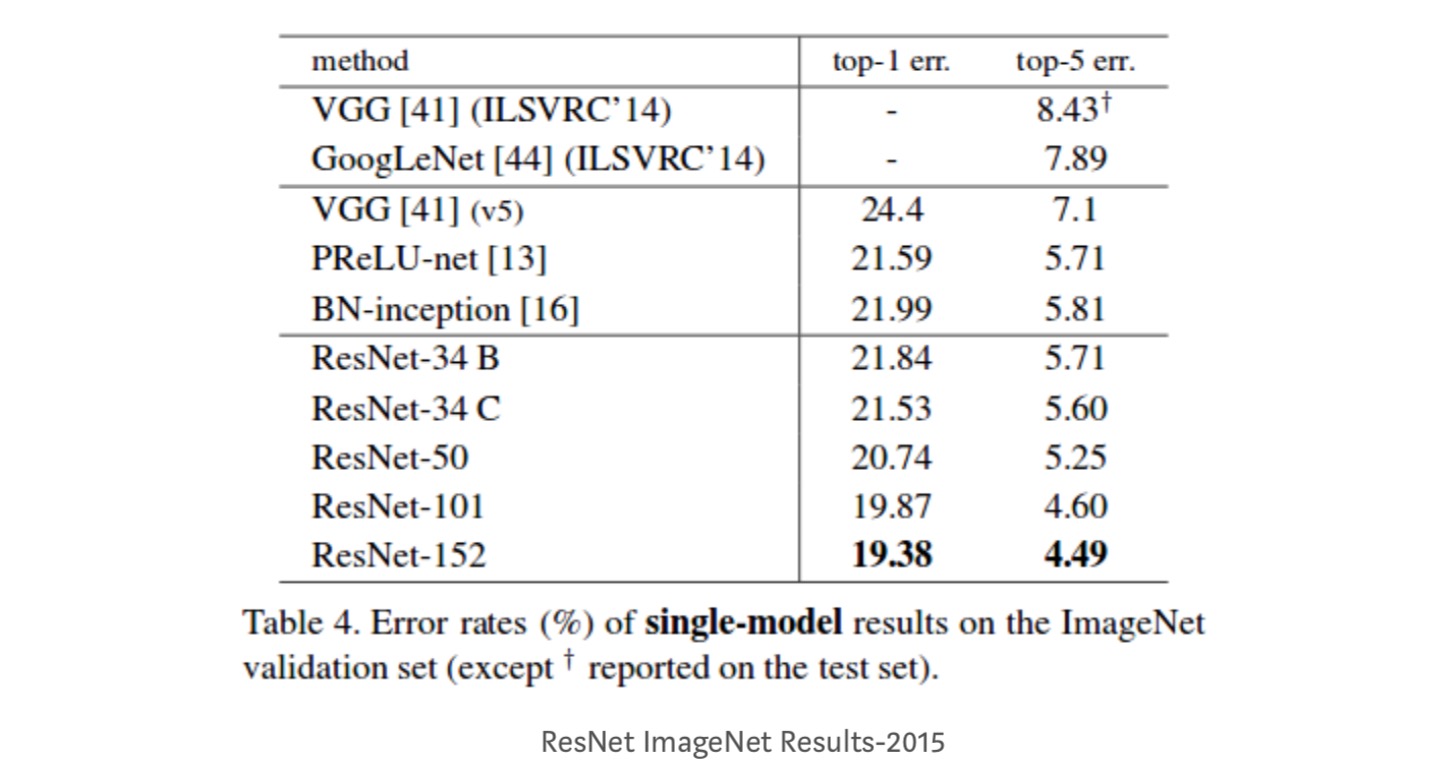 method top-1 err. top-5 err.
VGG [41] (ILSVRC’14) - 8.43†
GoogLeNet [44] (ILSVRC’14) - 7.89
VGG [41] (v5) 24.4 7.1
PReLU-net [13] 21.59 5.71
BN-inception [16] 21.99 5.81
ResNet-34 B 21.84 5.71
ResNet-34 C 21.53 5.60
ResNet-50 20.74 5.25
ResNet-101 19.87 4.60
ResNet-152 19.38 4.49
Table 4. Error rates (%) of single-model results on the ImageNet
validation set (except † reported on the test set).
ResNet ImageNet Results-2015